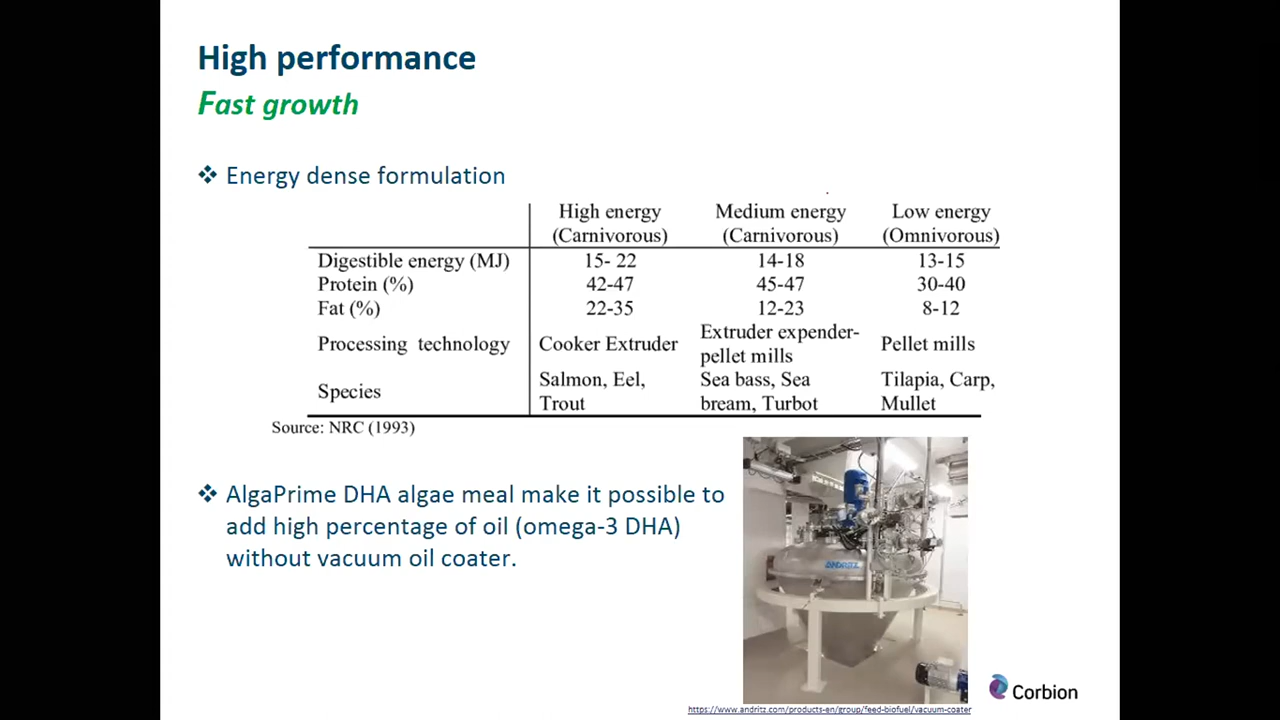 High performance
Fast growth
❖ Energy dense formulation
High energy Medium energy Low energy
(Carnivorous) (Carnivorous) (Omnivorous)
Digestible energy (MJ) 15- 22 14-18 13-15
Protein (%) 42-47 45-47 30-40
Fat (%) 22-35 12-23 8-12
Processing technology Cooker Extruder Extruder expender-
pellet mills Pellet mills
Species Salmon, Eel, Sea bass, Sea Tilapia, Carp,
Trout bream, Turbot Mullet
Source: NRC (1993)
❖ AlgaPrime DHA algae meal make it possible to
add high percentage of oil (omega-3 DHA)
without vacuum oil coater.
ANDRITZ
Corbion
https://www.andritz.com/products-en/group/feed-biofuel/vacuum-coater